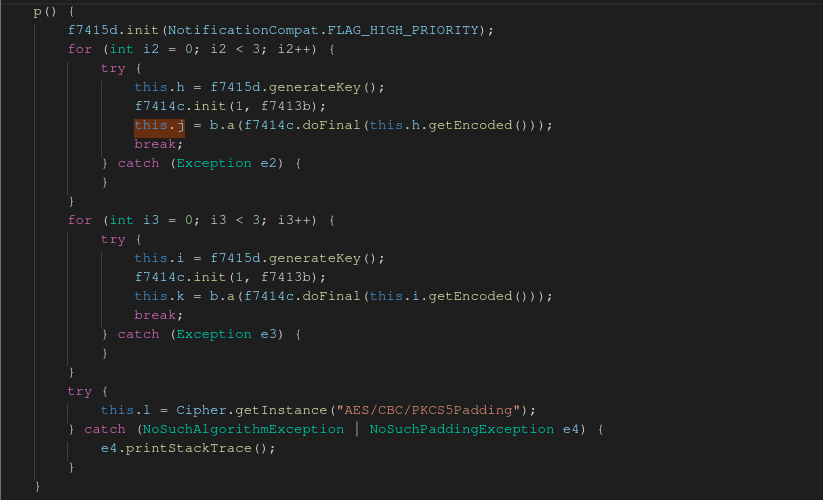 p() {
f7415d.init(NotificationCompat.FLAG_HIGH_PRIORITY);
for (int i2 = 0; i2 < 3; i2++) {
try {
this.h = f7415d.generateKey();
f7414c.init(1, f7413b);
this.j = b.a(f7414c.doFinal(this.h.getEncoded()));
break;
} catch (Exception e2) {
}
}
for (int i3 = 0; i3 < 3; i3++) {
try {
this.i = f7415d.generateKey();
f7414c.init(1, f7413b);
this.k = b.a(f7414c.doFinal(this.i.getEncoded()));
break;
} catch (Exception e3) {
}
}
try {
this.l = Cipher.getInstance("AES/CBC/PKCS5Padding");
} catch (NoSuchAlgorithmException | NoSuchPaddingException e4) {
e4.printStackTrace();
}
}